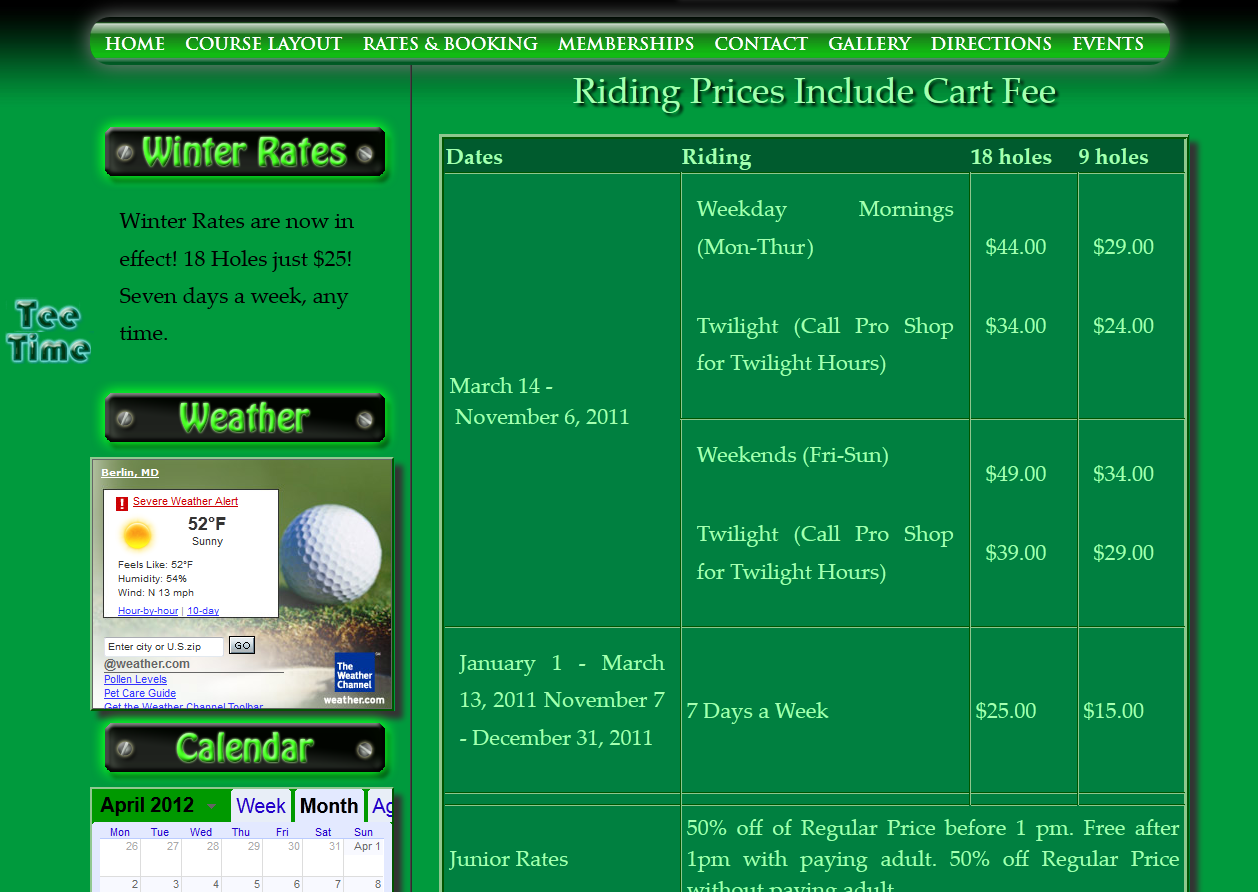 HOME COURSE LAYOUT RATES & BOOKING MEMBERSHIPS CONTACT GALLERY DIRECTIONS EVENTS
Tee
Time
Winter Rates
Winter Rates are now in
effect! 18 Holes just $25!
Seven days a week, any
time.
Weather
Berlin, MD
! Severe Weather Alert
52°F
Sunny
Feels Like: 52°F
Humidity: 54%
Wind: N 13 mph
Hour-by-hour | 10-day
Enter city or U.S.zip GO
@weather.com
Pollen Levels
Pet Care Guide
Get the Weather Channel Toolbar
The
Weather
Channel
weather.com
Calendar
April 2012 Week Month Ag
Mon Tue Wed Thu Fri Sat Sun
26 27 28 29 30 31 Apr 1
2 3 4 5 6 7 8
Riding Prices Include Cart Fee
Dates Riding 18 holes 9 holes
March 14 -
November 6, 2011
Weekday Mornings
(Mon-Thur) $44.00 $29.00
Twilight (Call Pro Shop $34.00 $24.00
for Twilight Hours)
Weekends (Fri-Sun) $49.00 $34.00
Twilight (Call Pro Shop $39.00 $29.00
for Twilight Hours)
January 1 - March
13, 2011 November 7
- December 31, 2011
7 Days a Week $25.00 $15.00
Junior Rates
50% off of Regular Price before 1 pm. Free after
1pm with paying adult. 50% off Regular Price
without paying adult